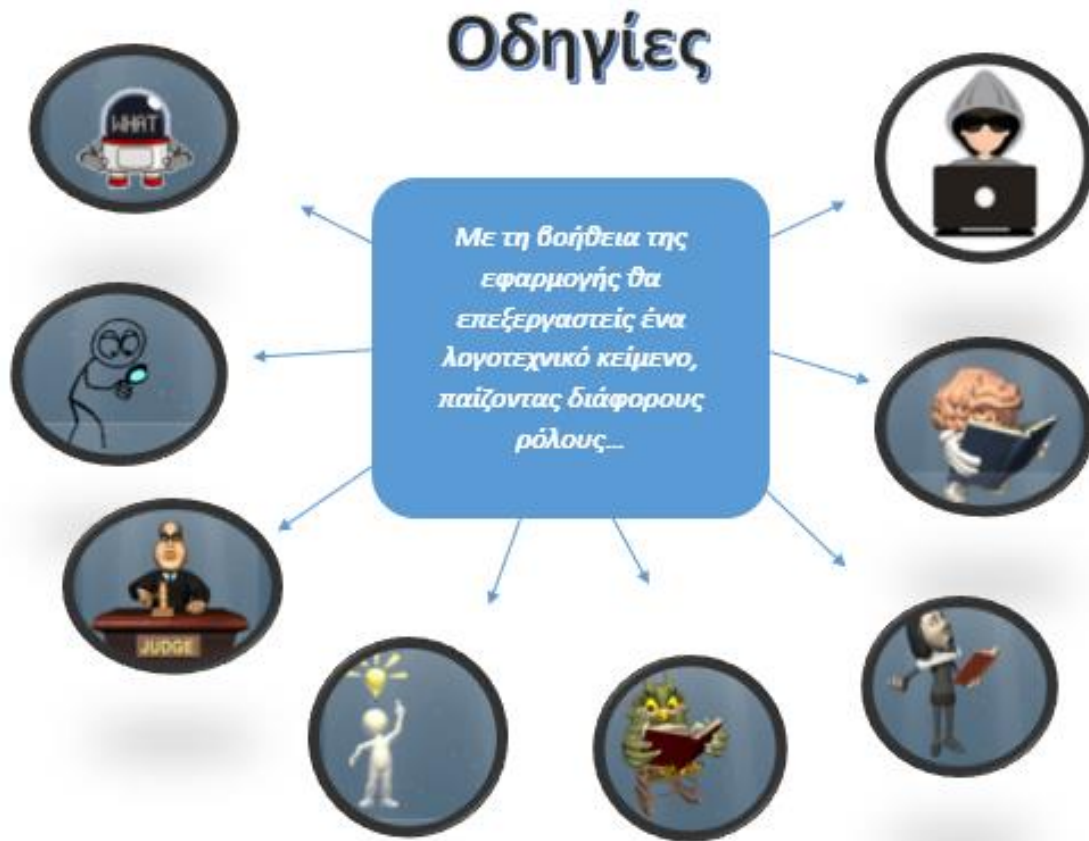 Οδηγίες
WHAT
Με τη βοήθεια της
εφαρμογής θα
επεξεργαστείς ένα
λογοτεχνικό κείμενο,
παίζοντας διάφορους
ρόλους...
JUDGE